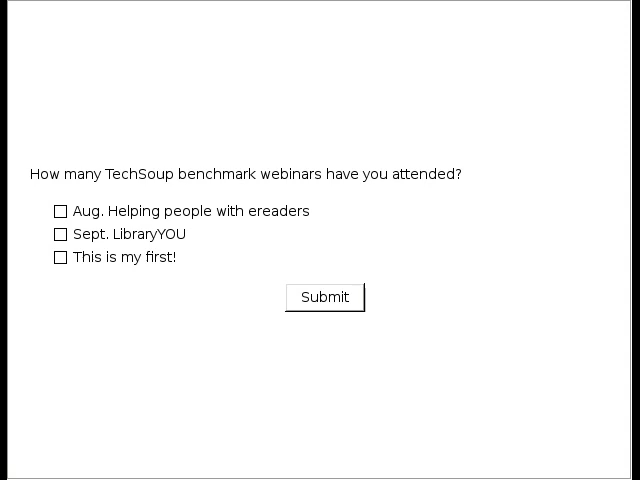 How many TechSoup benchmark webinars have you attended?
Aug. Helping people with ereaders
Sept. LibraryYOU
This is my first!
Submit